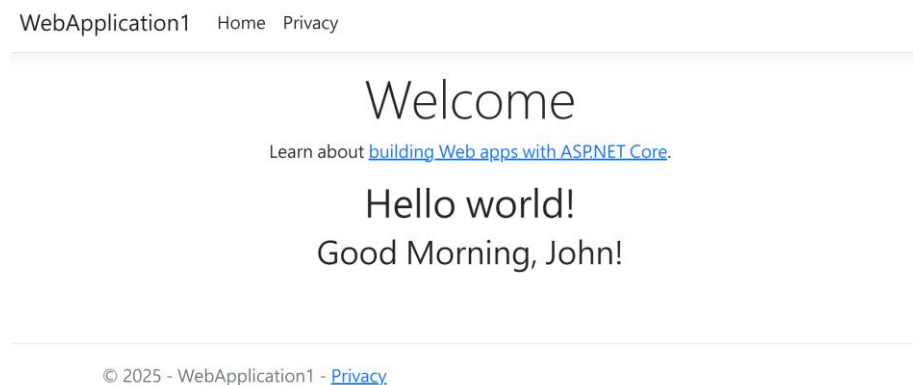 WebApplication1 Home Privacy
Welcome
Learn about building Web apps with ASP.NET Core.
Hello world!
Good Morning, John!
© 2025 - WebApplication1 - Privacy